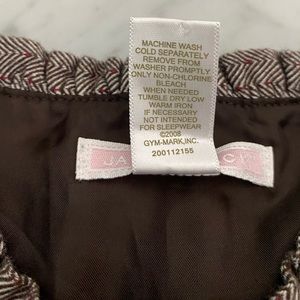 MACHINE WASH
COLD SEPARATELY
REMOVE FROM
WASHER PROMPTLY
ONLY NON-CHLORINE
BLEACH
WHEN NEEDED
TUMBLE DRY LOW
WARM IRON
IF NECESSARY
NOT INTENDED
FOR SLEEPWEAR
©2008
GYM-MARK, INC.
200112155
JA